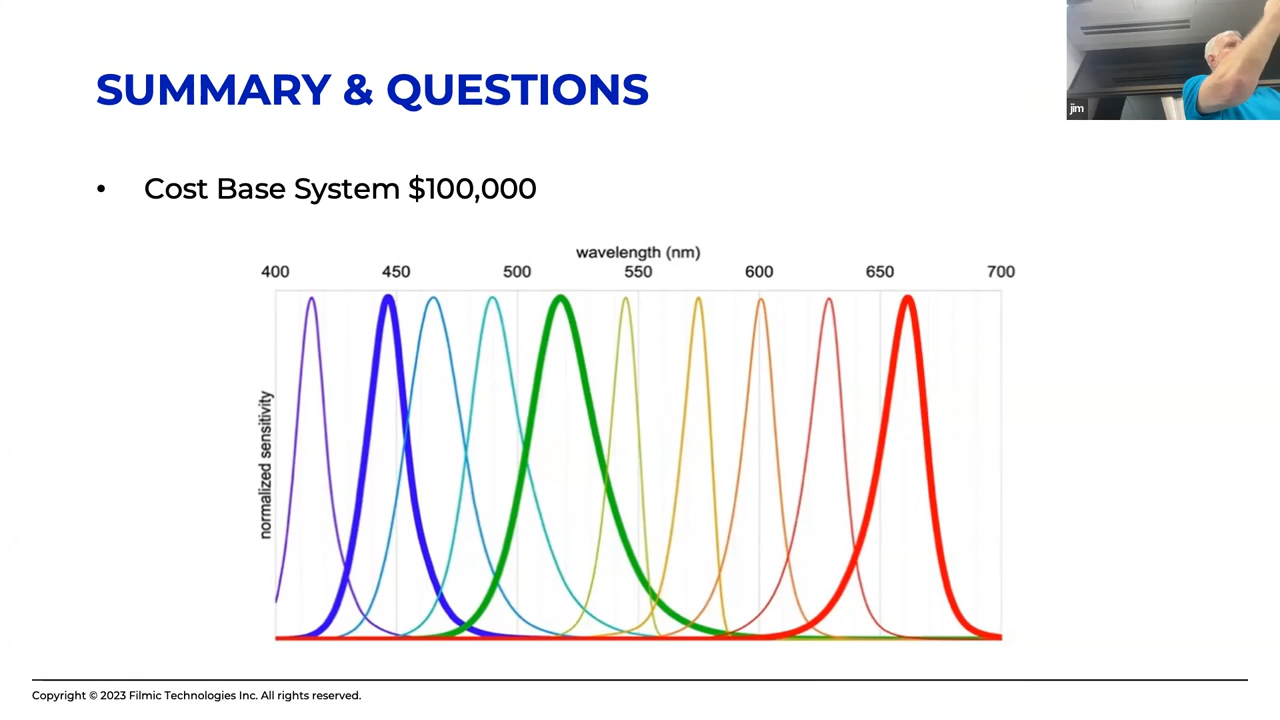 SUMMARY & QUESTIONS
jim
• Cost Base System $100,000
wavelength (nm)
400 450 500 550 600 650 700
normalized sensitivity
Copyright © 2023 Filmic Technologies Inc. All rights reserved.